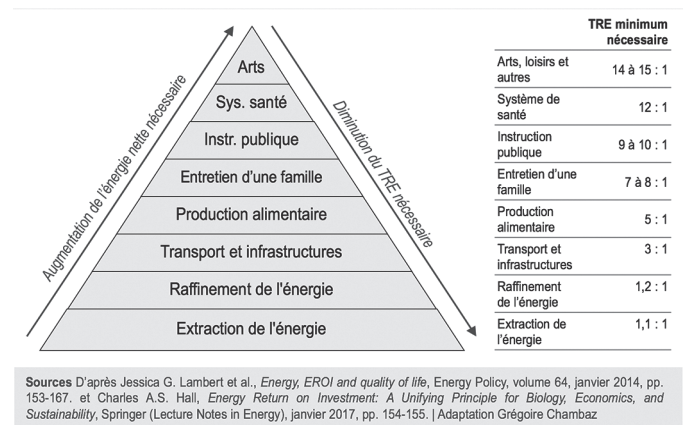 Augmentation de l'énergie nette nécessaire
Diminution du TRE nécessaire
Arts
Sys. santé
Instr. publique
Entretien d'une famille
Production alimentaire
Transport et infrastructures
Raffinement de l'énergie
Extraction de l'énergie
TRE minimum
nécessaire
Arts, loisirs et
autres
14 à 15 : 1
Système de
santé
12 : 1
Instruction
publique
9 à 10 : 1
Entretien d'une
famille
7 à 8 : 1
Production
alimentaire
5 : 1
Transport et
infrastructures
3 : 1
Raffinement
de l'énergie
1,2 : 1
Extraction de
l'énergie
1,1 : 1
Sources D'après Jessica G. Lambert et al., Energy, EROI and quality of life, Energy Policy, volume 64, janvier 2014, pp.
153-167. et Charles A.S. Hall, Energy Return on Investment: A Unifying Principle for Biology, Economics, and
Sustainability, Springer (Lecture Notes in Energy), janvier 2017, pp. 154-155. | Adaptation Grégoire Chambaz